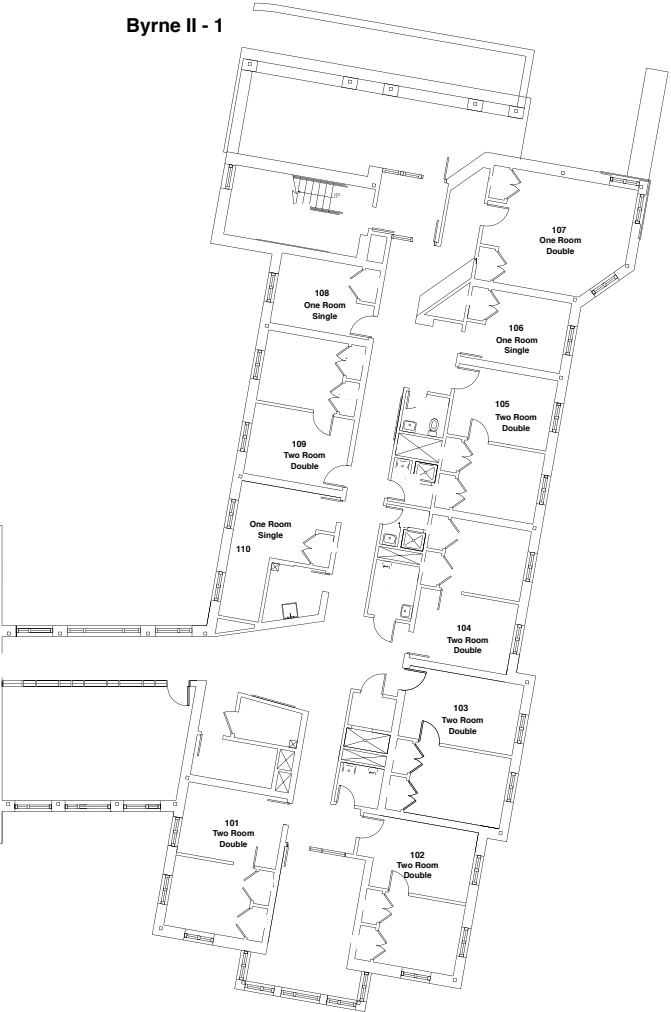 Byrne II - 1
107
One Room
Double
108
One Room
Single
106
One Room
Single
105
Two Room
Double
109
Two Room
Double
One Room
Single
110
104
Two Room
Double
103
Two Room
Double
101
Two Room
Double
102
Two Room
Double